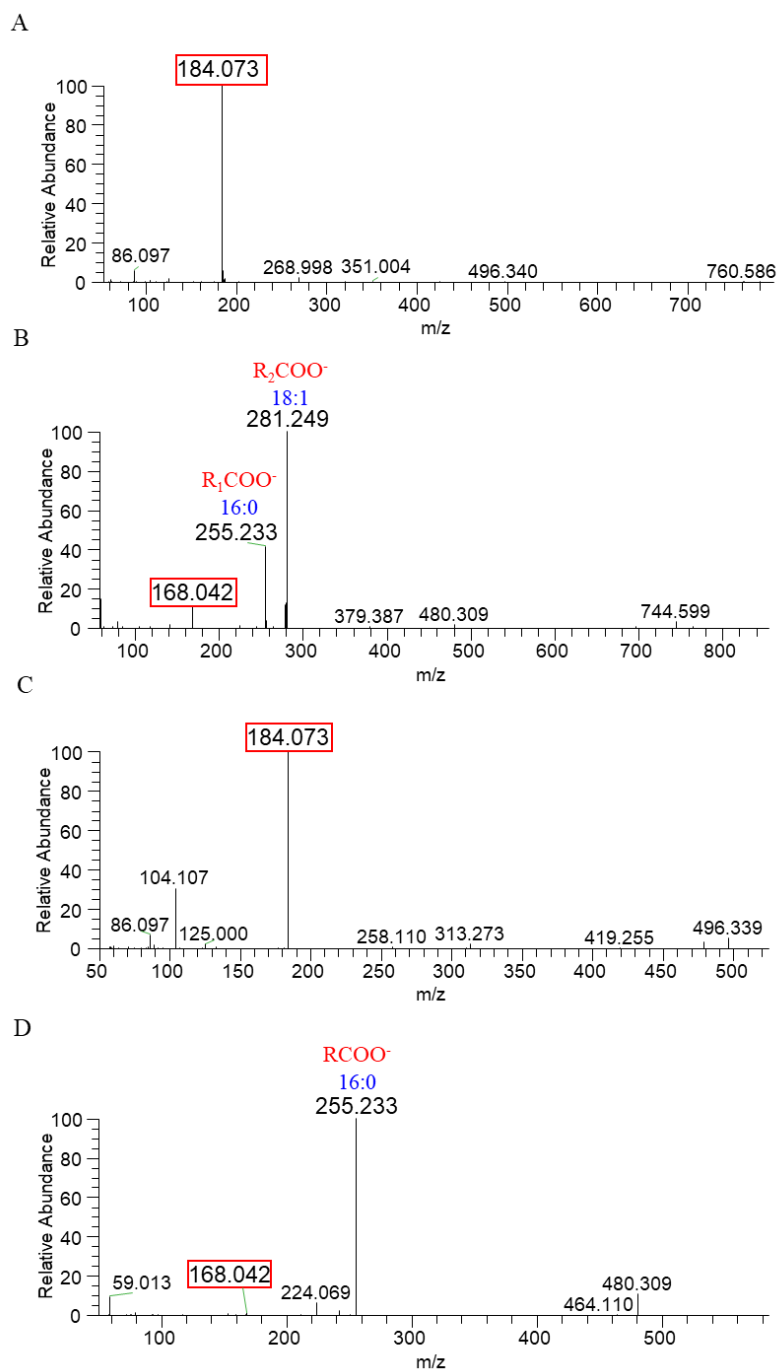 A
184.073
100
80
60
40
20
0
Relative Abundance
86.097
268.998
351.004
496.340
760.586
100 200 300 400 500 600 700
m/z
B
R₂COO⁻
18:1
281.249
R₁COO⁻
16:0
255.233
168.042
100
80
60
40
20
0
Relative Abundance
379.387
480.309
744.599
100 200 300 400 500 600 700 800
m/z
C
184.073
100
80
60
40
20
0
Relative Abundance
104.107
86.097
125.000
258.110
313.273
419.255
496.339
50 100 150 200 250 300 350 400 450 500
m/z
D
RCOO⁻
16:0
255.233
100
80
60
40
20
0
Relative Abundance
59.013
168.042
224.069
464.110
480.309
100 200 300 400 500
m/z